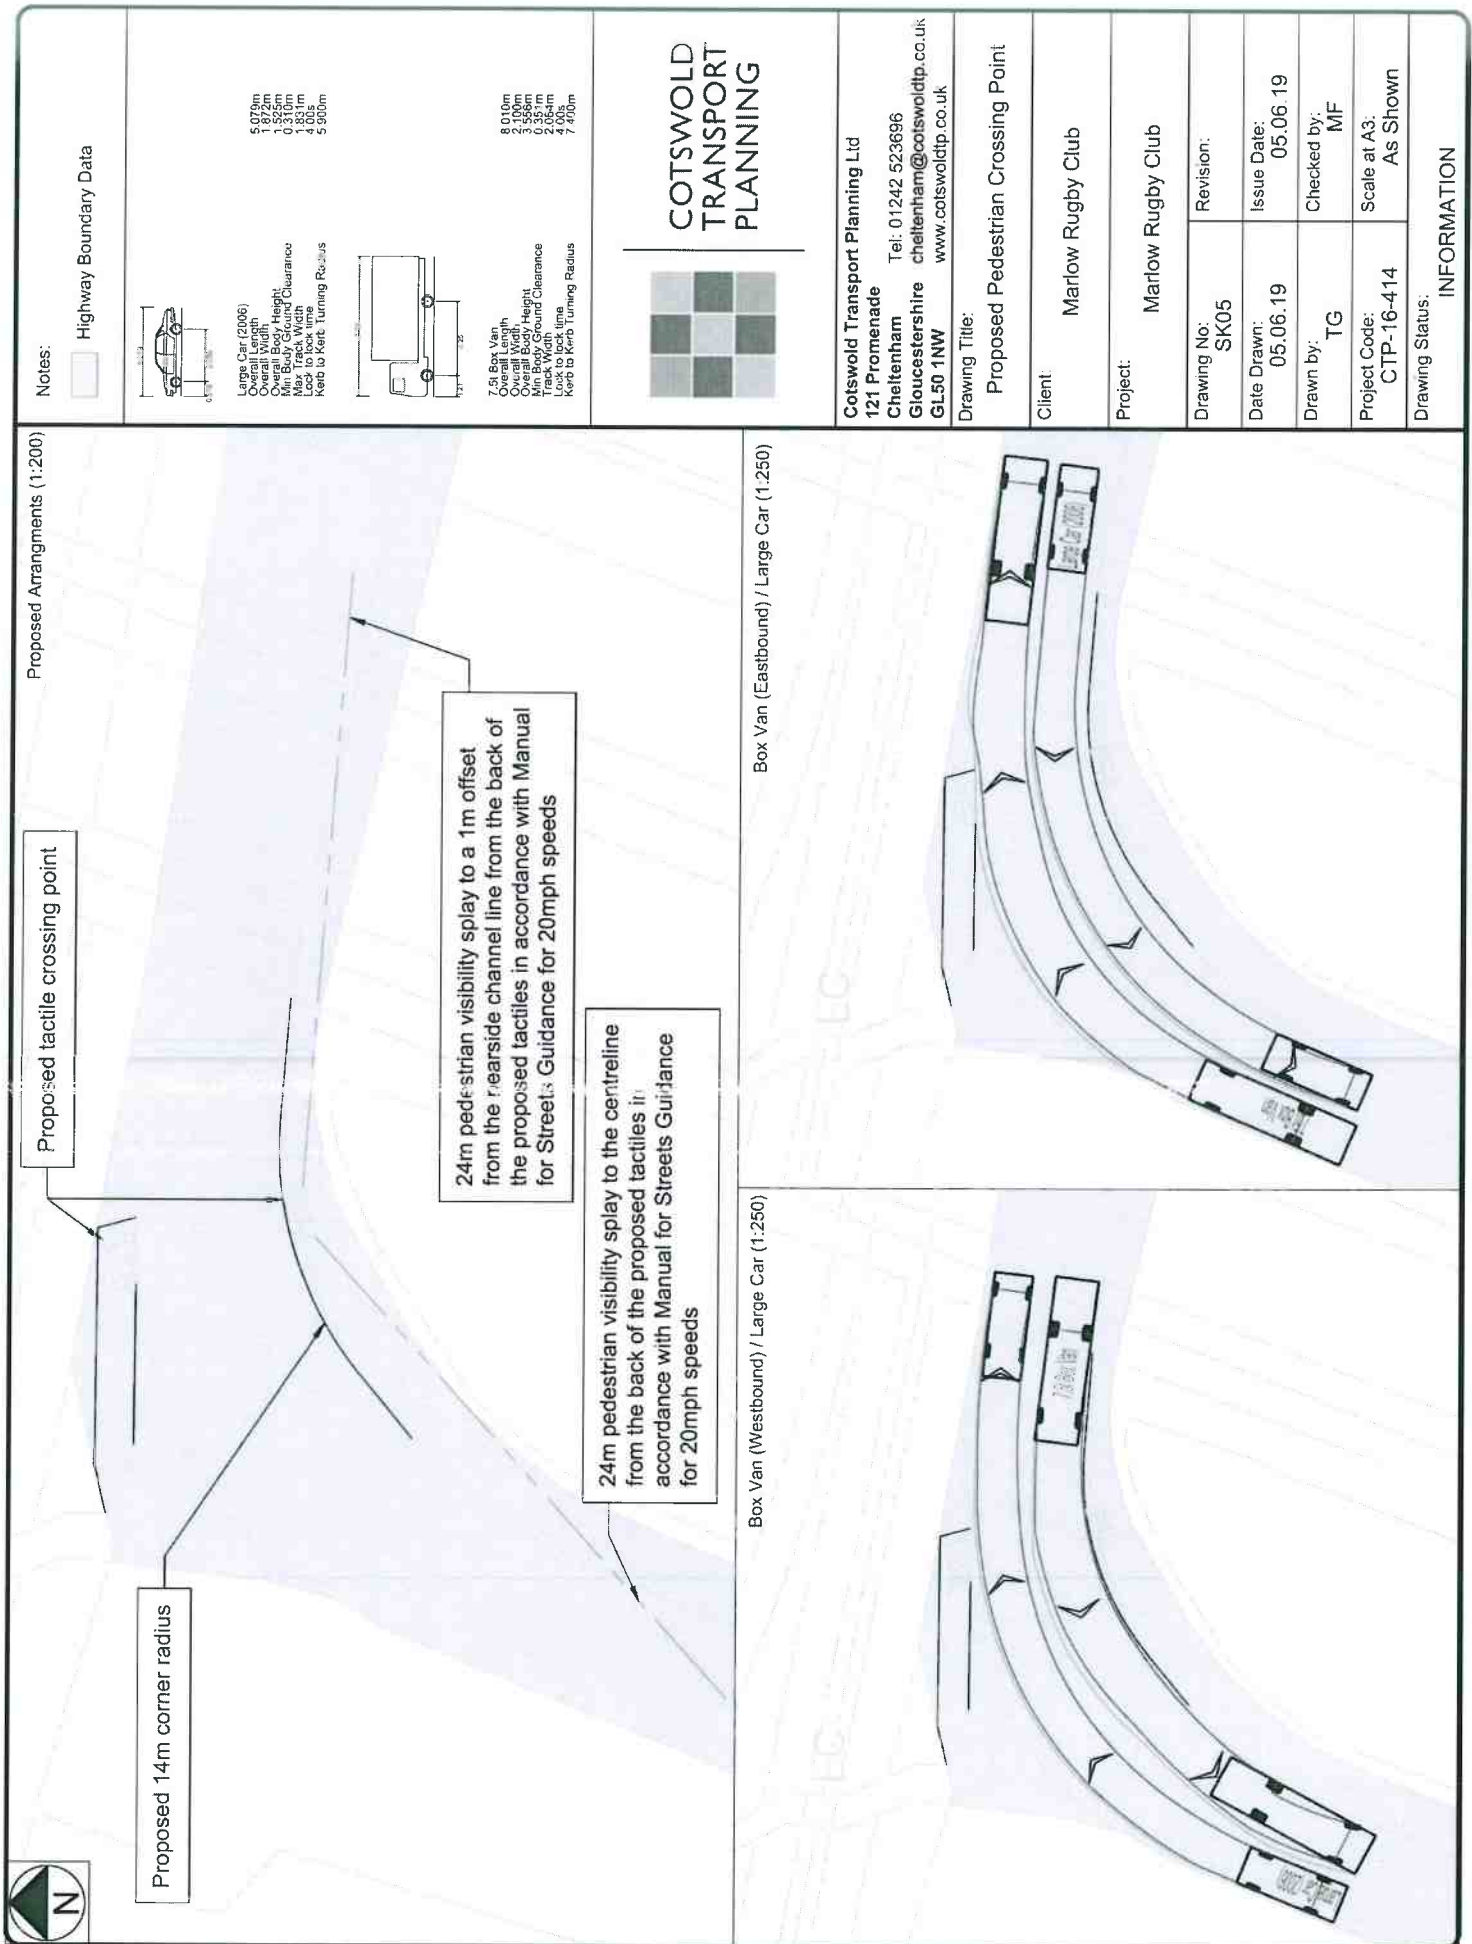 N
Proposed Arrangments (1:200)
Proposed 14m corner radius
Proposed tactile crossing point
24m pedestrian visibility splay to a 1m offset
from the nearside channel line from the back of
the proposed tactiles in accordance with Manual
for Streets Guidance for 20mph speeds
24m pedestrian visibility splay to the centreline
from the back of the proposed tactiles in
accordance with Manual for Streets Guidance
for 20mph speeds
Box Van (Westbound) / Large Car (1:250)
Box Van (Eastbound) / Large Car (1:250)
Large Car (2006)
Notes:
Highway Boundary Data
Large Car (2006)
Overall Length 5.079m
Overall Width 1.872m
Overall Body Height 1.525m
Min Body Ground Clearance 0.310m
Max Track Width 1.831m
Lock to lock time 4.00s
Kerb to Kerb Turning Radius 5.900m
7.5t Box Van
Overall Length 8.010m
Overall Width 2.100m
Overall Body Height 3.556m
Min Body Ground Clearance 0.351m
Track Width 2.064m
Lock to lock time 4.00s
Kerb to Kerb Turning Radius 7.400m
COTSWOLD
TRANSPORT
PLANNING
Cotswold Transport Planning Ltd
121 Promenade
Cheltenham Tel: 01242 523696
Gloucestershire cheltenham@cotswoldtp.co.uk
GL50 1NW www.cotswoldtp.co.uk
Drawing Title:
Proposed Pedestrian Crossing Point
Client:
Marlow Rugby Club
Project:
Marlow Rugby Club
Drawing No: Revision:
SK05
Date Drawn: Issue Date:
05.06.19 05.06.19
Drawn by: Checked by:
TG MF
Project Code: Scale at A3:
CTP-16-414 As Shown
Drawing Status:
INFORMATION